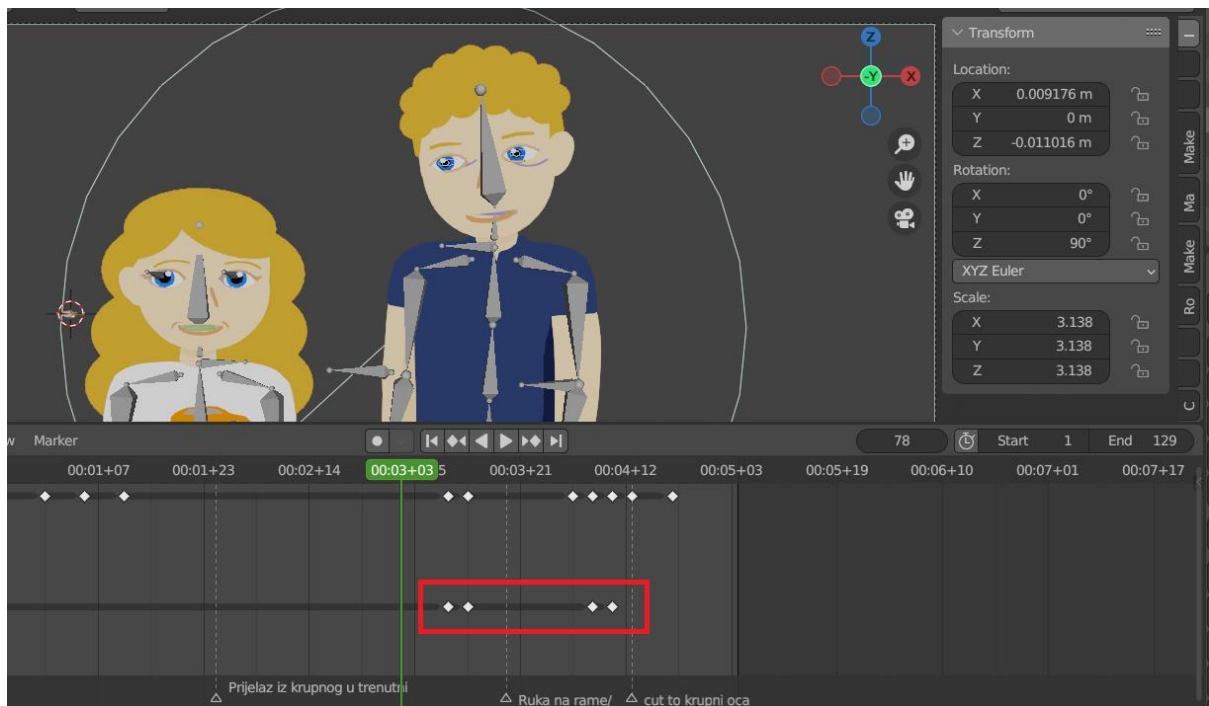 Transform
Location:
X 0.009176 m
Y 0 m
Z -0.011016 m
Rotation:
X 0°
Y 0°
Z 90°
XYZ Euler
Scale:
X 3.138
Y 3.138
Z 3.138
Z
-Y
X
Make
Ma
Make
Ro
C
w Marker 78 Start 1 End 129
00:01+07 00:01+23 00:02+14 00:03+03 5 00:03+21 00:04+12 00:05+03 00:05+19 00:06+10 00:07+01 00:07+17
Prijelaz iz krupnog u trenutni
Ruka na rame/ cut to krupni oca